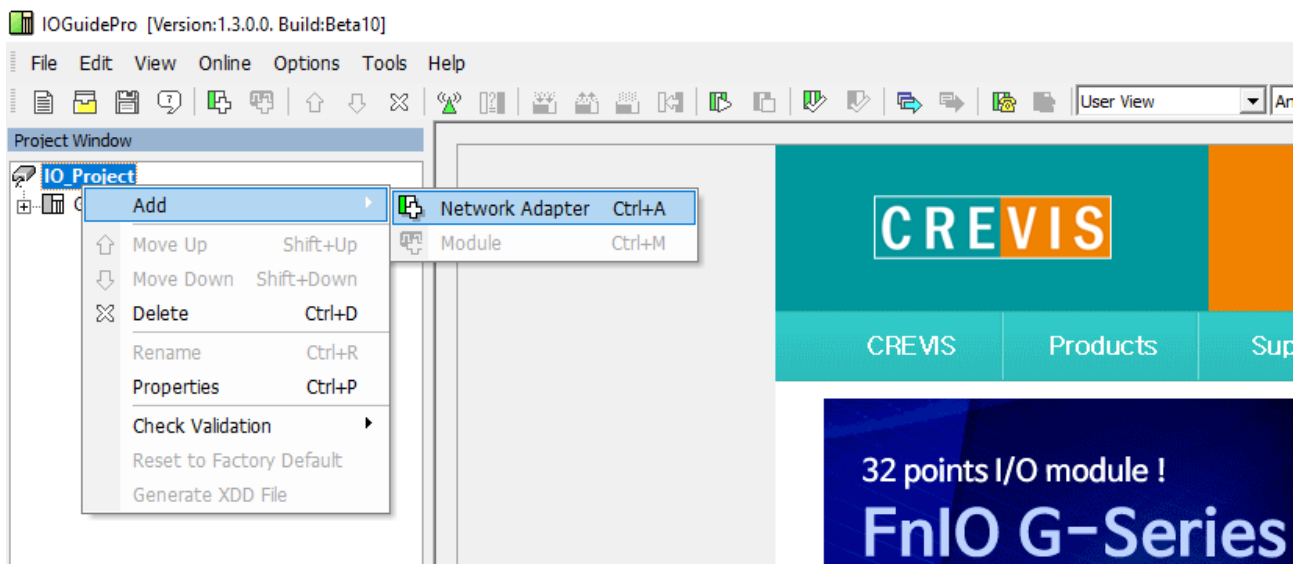 IOGuidePro [Version:1.3.0.0. Build:Beta10]
File Edit View Online Options Tools Help
User View
Project Window
IO_Project
Add
Network Adapter Ctrl+A
Module Ctrl+M
Move Up Shift+Up
Move Down Shift+Down
Delete Ctrl+D
Rename Ctrl+R
Properties Ctrl+P
Check Validation
Reset to Factory Default
Generate XDD File
CREVIS
CREVIS Products
32 points I/O module !
FnIO G-Series